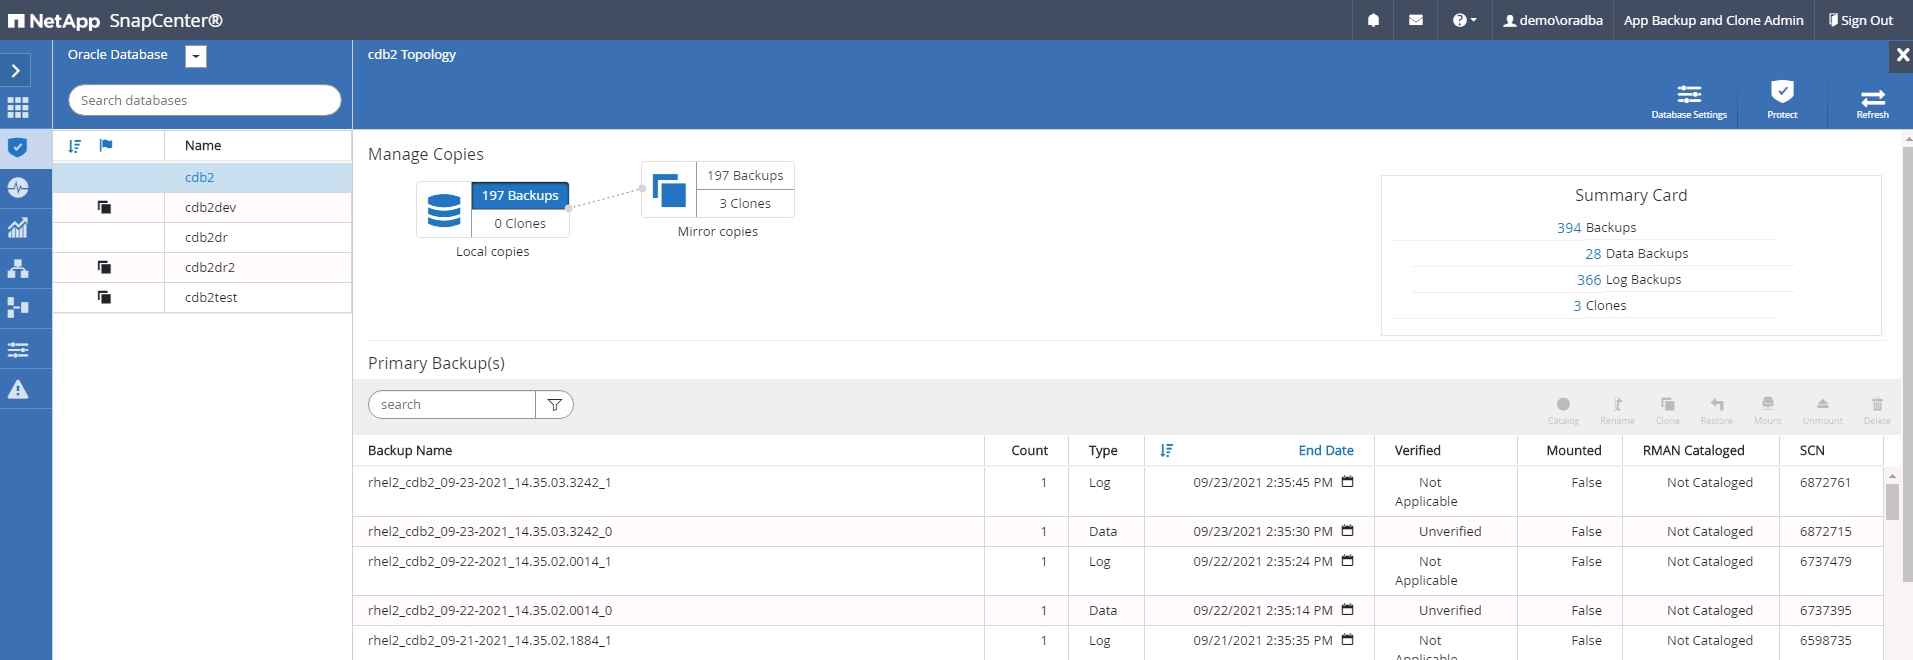 NetApp SnapCenter®
demo\oradba
App Backup and Clone Admin
Sign Out
Oracle Database
Search databases
Name
cdb2
cdb2dev
cdb2dr
cdb2dr2
cdb2test
cdb2 Topology
Database Settings
Protect
Refresh
Manage Copies
197 Backups
0 Clones
Local copies
197 Backups
3 Clones
Mirror copies
Summary Card
394 Backups
28 Data Backups
366 Log Backups
3 Clones
Primary Backup(s)
search
Catalog Rename Clone Restore Mount Unmount Delete
Backup Name Count Type End Date Verified Mounted RMAN Cataloged SCN
rhel2_cdb2_09-23-2021_14.35.03.3242_1 1 Log 09/23/2021 2:35:45 PM Not Applicable False Not Cataloged 6872761
rhel2_cdb2_09-23-2021_14.35.03.3242_0 1 Data 09/23/2021 2:35:30 PM Unverified False Not Cataloged 6872715
rhel2_cdb2_09-22-2021_14.35.02.0014_1 1 Log 09/22/2021 2:35:24 PM Not Applicable False Not Cataloged 6737479
rhel2_cdb2_09-22-2021_14.35.02.0014_0 1 Data 09/22/2021 2:35:14 PM Unverified False Not Cataloged 6737395
rhel2_cdb2_09-21-2021_14.35.02.1884_1 1 Log 09/21/2021 2:35:35 PM Not Applicable False Not Cataloged 6598735